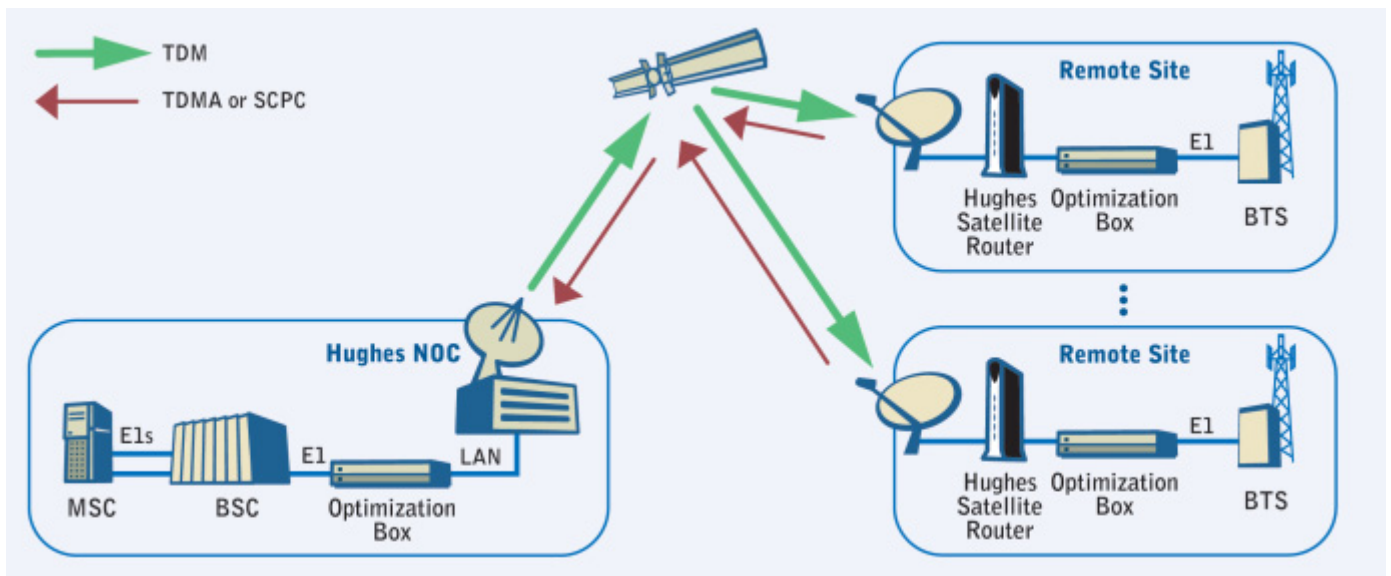 TDM
TDMA or SCPC
Remote Site
E1
Hughes
Satellite
Router
Optimization
Box
BTS
Hughes NOC
E1s
E1
LAN
MSC
BSC
Optimization
Box
Remote Site
E1
Hughes
Satellite
Router
Optimization
Box
BTS